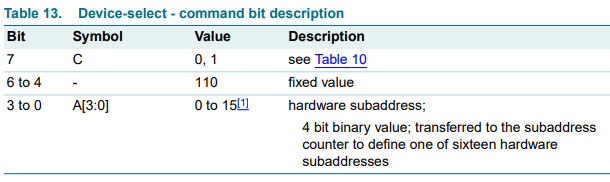 Table 13. Device-select - command bit description
Bit Symbol Value Description
7 C 0, 1 see Table 10
6 to 4 - 110 fixed value
3 to 0 A[3:0] 0 to 15[1] hardware subaddress;
4 bit binary value; transferred to the subaddress
counter to define one of sixteen hardware
subaddresses